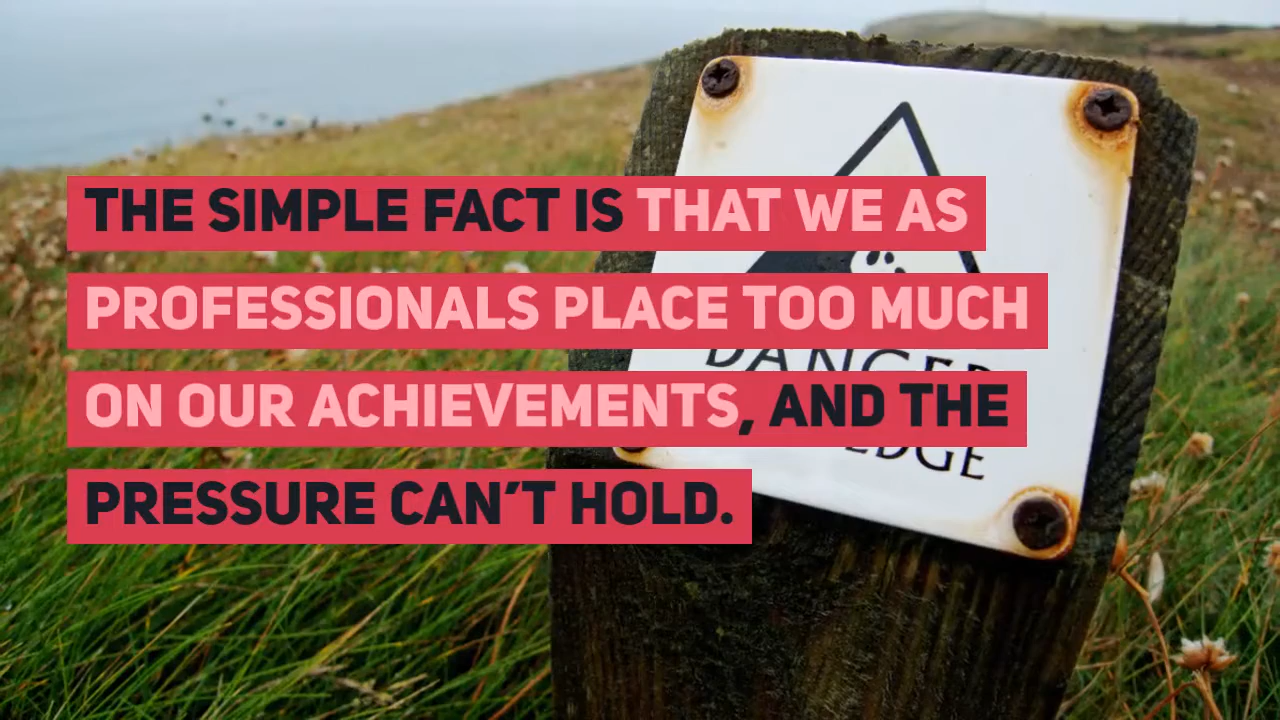 THE SIMPLE FACT IS THAT WE AS
PROFESSIONALS PLACE TOO MUCH
ON OUR ACHIEVEMENTS, AND THE
PRESSURE CAN'T HOLD.
DANGER
EDGE